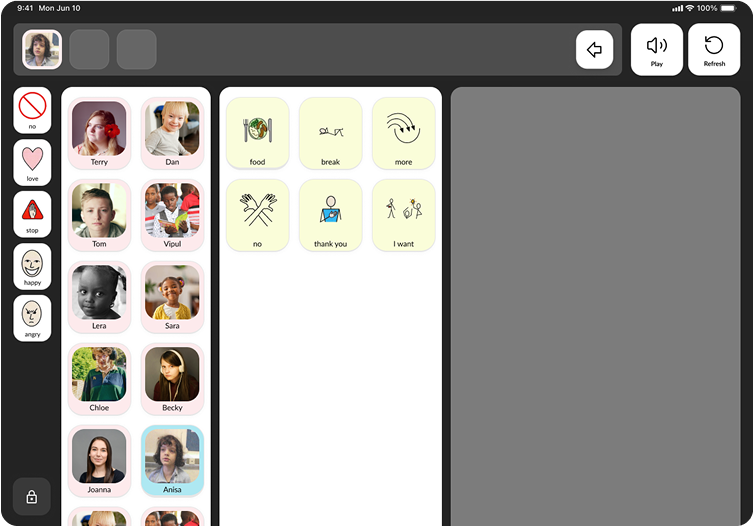 9:41 Mon Jun 10
100%
Play
Refresh
no
love
stop
happy
angry
Terry
Dan
Tom
Vipul
Lera
Sara
Chloe
Becky
Joanna
Anisa
food
break
more
no
thank you
I want